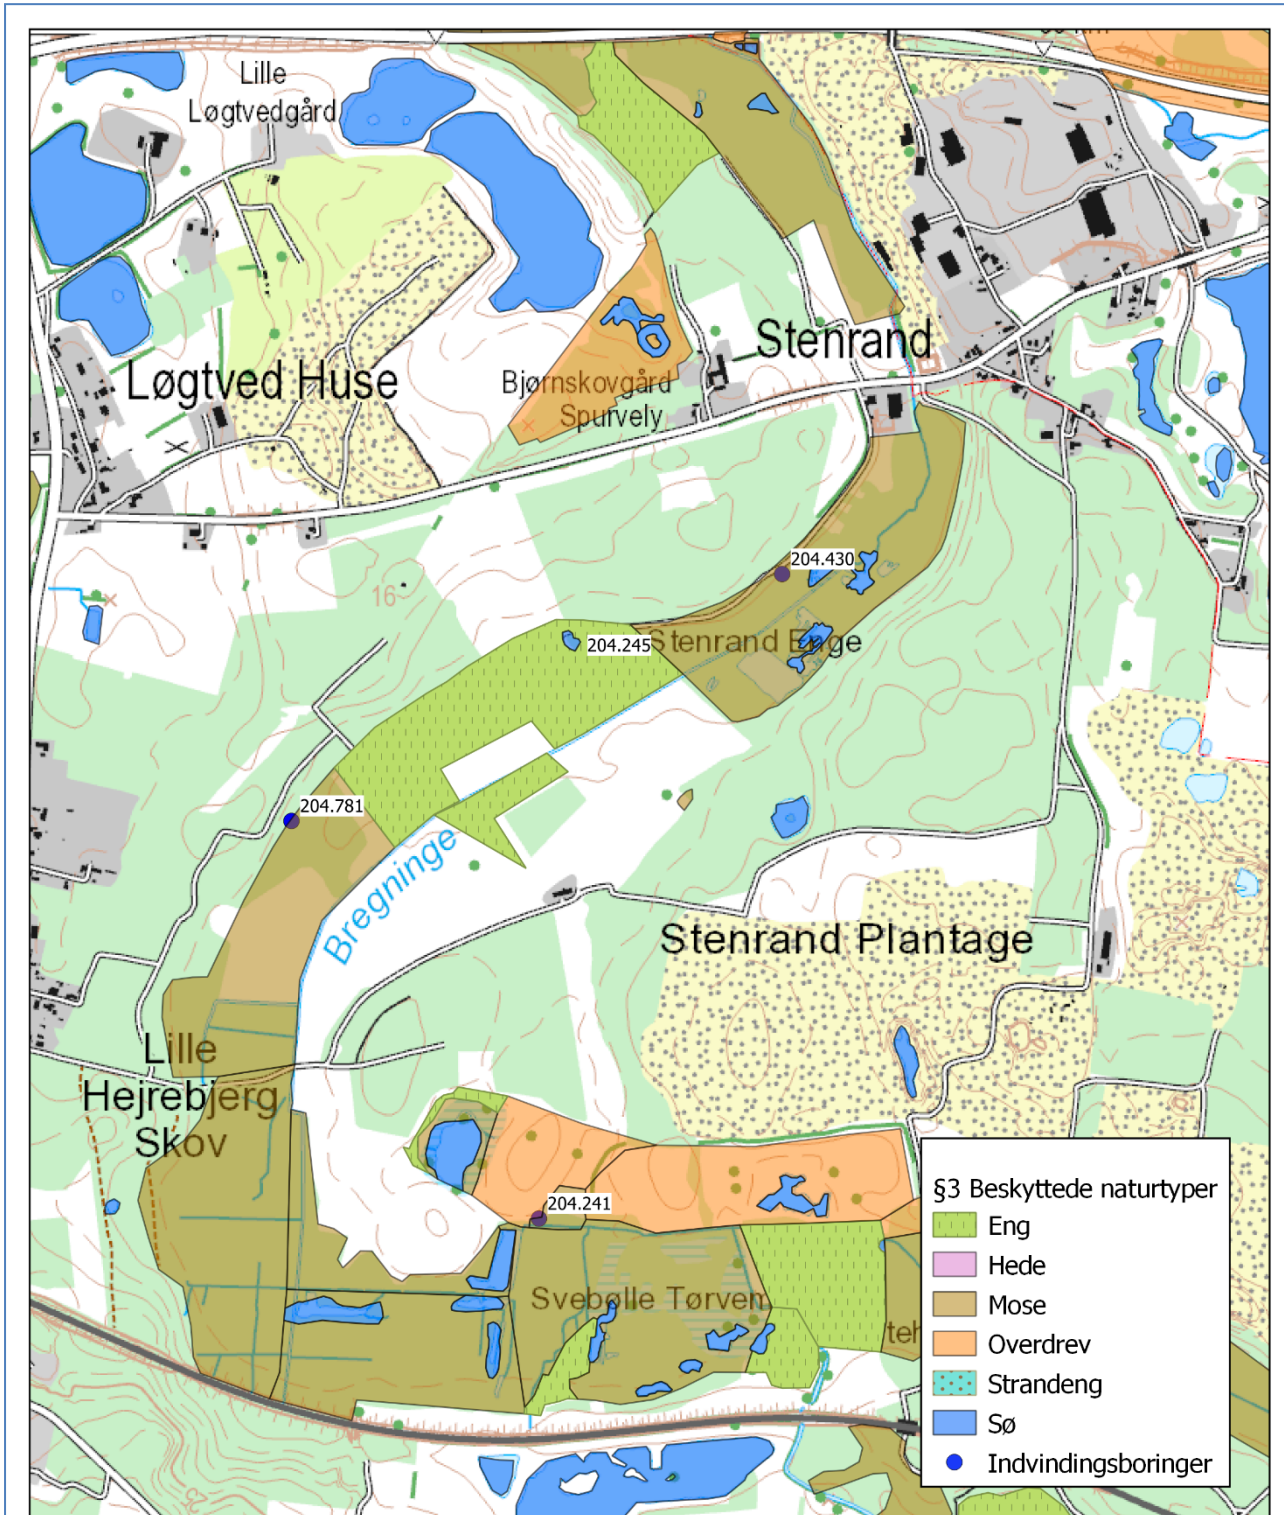 Lille
Løgtvedgård
Løgtved Huse
Stenrand
Bjørnskovgård
Spurvely
204.430
16
204.245
Stenrand Enge
204.781
Bregninge
Stenrand Plantage
Lille
Hejrebjerg
Skov
204.241
Svebølle Tørvem
§3 Beskyttede naturtyper
Eng
Hede
Mose
Overdrev
Strandeng
Sø
Indvindingsboringer